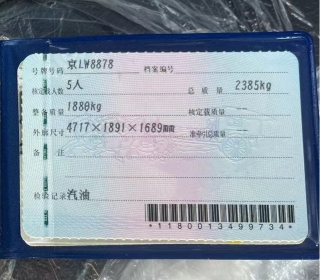 号牌号码 京LW8878 档案编号
核定载人数 5人 总质量 2385kg
整备质量 1880kg 核定载质量 --
外廓尺寸 4717×1891×1689mm 准牵引总质量 --
备注
检验记录 汽油
*1180013499734*